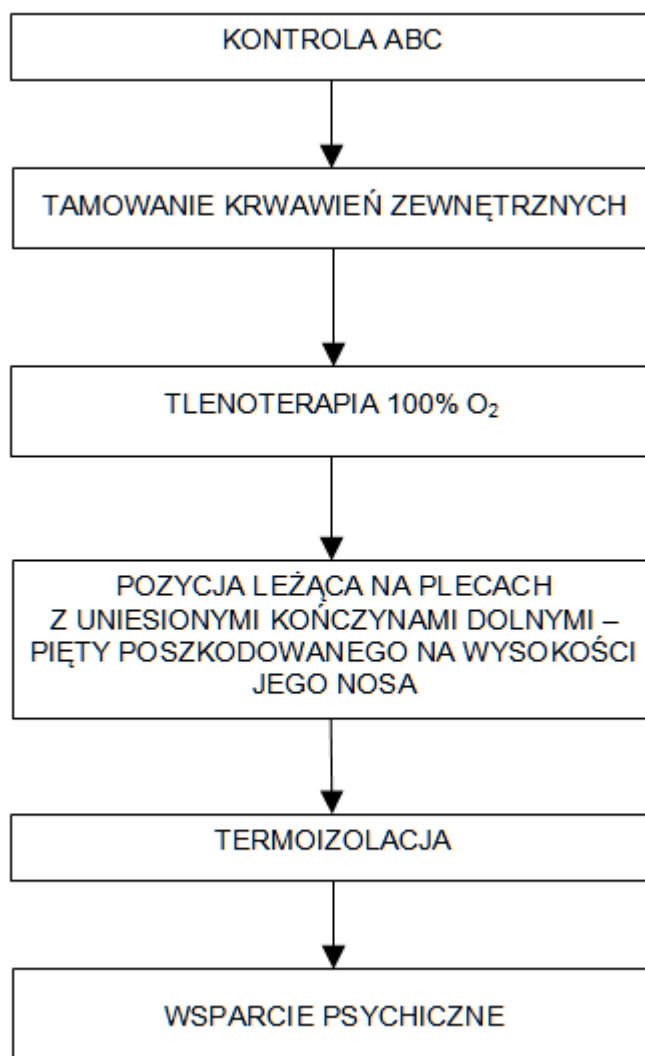 KONTROLA ABC
TAMOWANIE KRWAWIEŃ ZEWNĘTRZNYCH
TLENOTERAPIA 100% O₂
POZYCJA LEŻĄCA NA PLECACH
Z UNIESIONYMI KOŃCZYNAMI DOLNYMI –
PIĘTY POSZKODOWANEGO NA WYSOKOŚCI
JEGO NOSA
TERMOIZOLACJA
WSPARCIE PSYCHICZNE